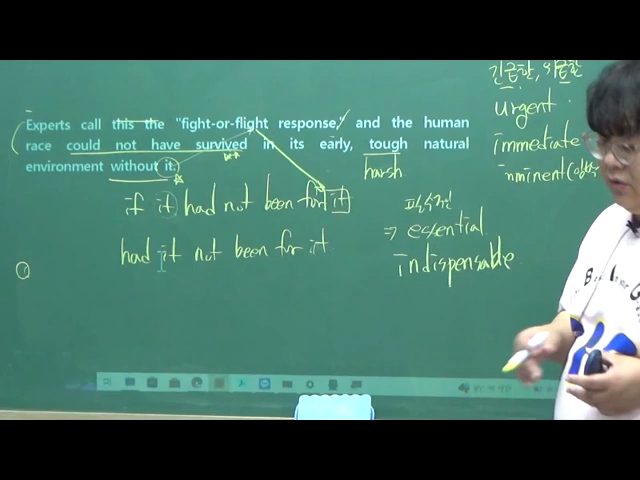 긴급한, 위급한
urgent
immediate
imminent
Experts call this the "fight-or-flight response," and the human
race could not have survived in its early, tough natural
environment without it.
harsh
if it had not been for it
had it not been for it
필수적인
⇒ essential
indispensable